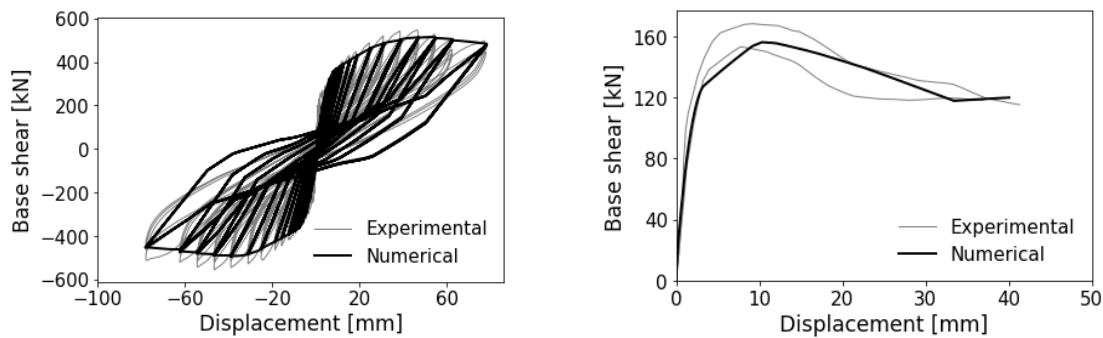 600
400
200
0
−200
−400
−600
Base shear [kN]
Experimental
Numerical
−100 −60 −20 20 60
Displacement [mm]
160
120
80
40
0
Base shear [kN]
Experimental
Numerical
0 10 20 30 40 50
Displacement [mm]